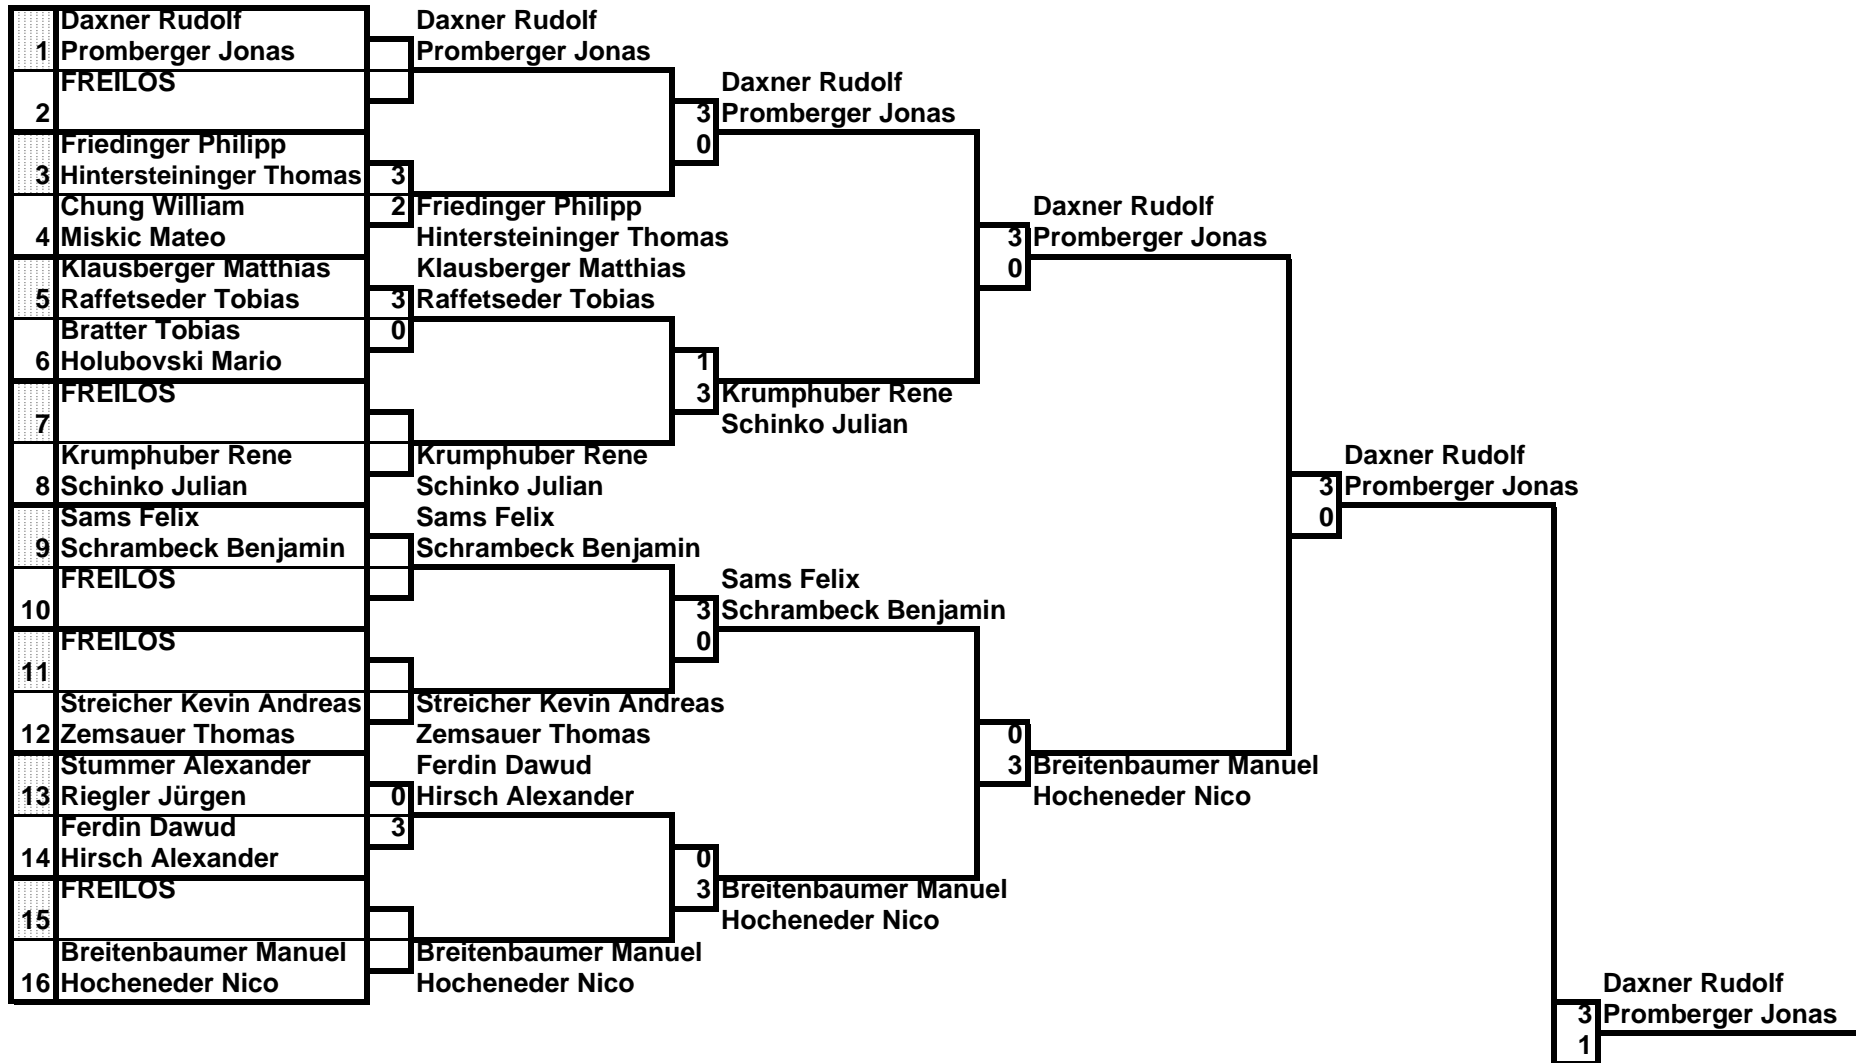 Daxner Rudolf Daxner Rudolf
1 Promberger Jonas Promberger Jonas
FREILOS Daxner Rudolf
2 3 Promberger Jonas
Friedinger Philipp 0
3 Hintersteininger Thomas 3
Chung William 2 Friedinger Philipp Daxner Rudolf
4 Miskic Mateo Hintersteininger Thomas 3 Promberger Jonas
Klausberger Matthias Klausberger Matthias 0
5 Raffetseder Tobias 3 Raffetseder Tobias
Bratter Tobias 0
6 Holubovski Mario 1
FREILOS 3 Krumphuber Rene
7 Schinko Julian
Krumphuber Rene Krumphuber Rene Daxner Rudolf
8 Schinko Julian Schinko Julian 3 Promberger Jonas
Sams Felix Sams Felix 0
9 Schrambeck Benjamin Schrambeck Benjamin
FREILOS Sams Felix
10 3 Schrambeck Benjamin
FREILOS 0
11
Streicher Kevin Andreas Streicher Kevin Andreas
12 Zemsauer Thomas Zemsauer Thomas 0
Stummer Alexander Ferdin Dawud 3 Breitenbaumer Manuel
13 Riegler Jürgen 0 Hirsch Alexander Hocheneder Nico
Ferdin Dawud 3
14 Hirsch Alexander 0
FREILOS 3 Breitenbaumer Manuel
15 Hocheneder Nico
Breitenbaumer Manuel Breitenbaumer Manuel
16 Hocheneder Nico Hocheneder Nico Daxner Rudolf
3 Promberger Jonas
1